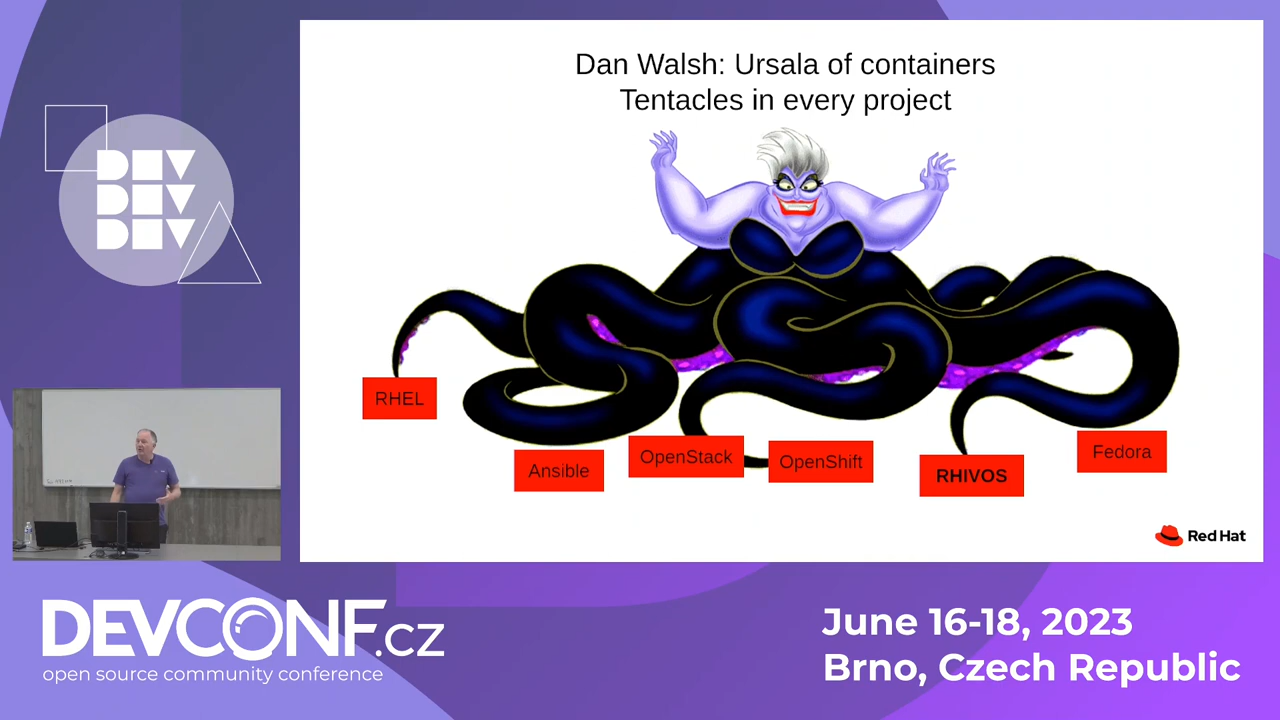 Dan Walsh: Ursala of containers
Tentacles in every project
RHEL
Ansible
OpenStack
OpenShift
RHIVOS
Fedora
Red Hat
DEV
DEV
DEV
DEVCONF.cz
open source community conference
June 16-18, 2023
Brno, Czech Republic